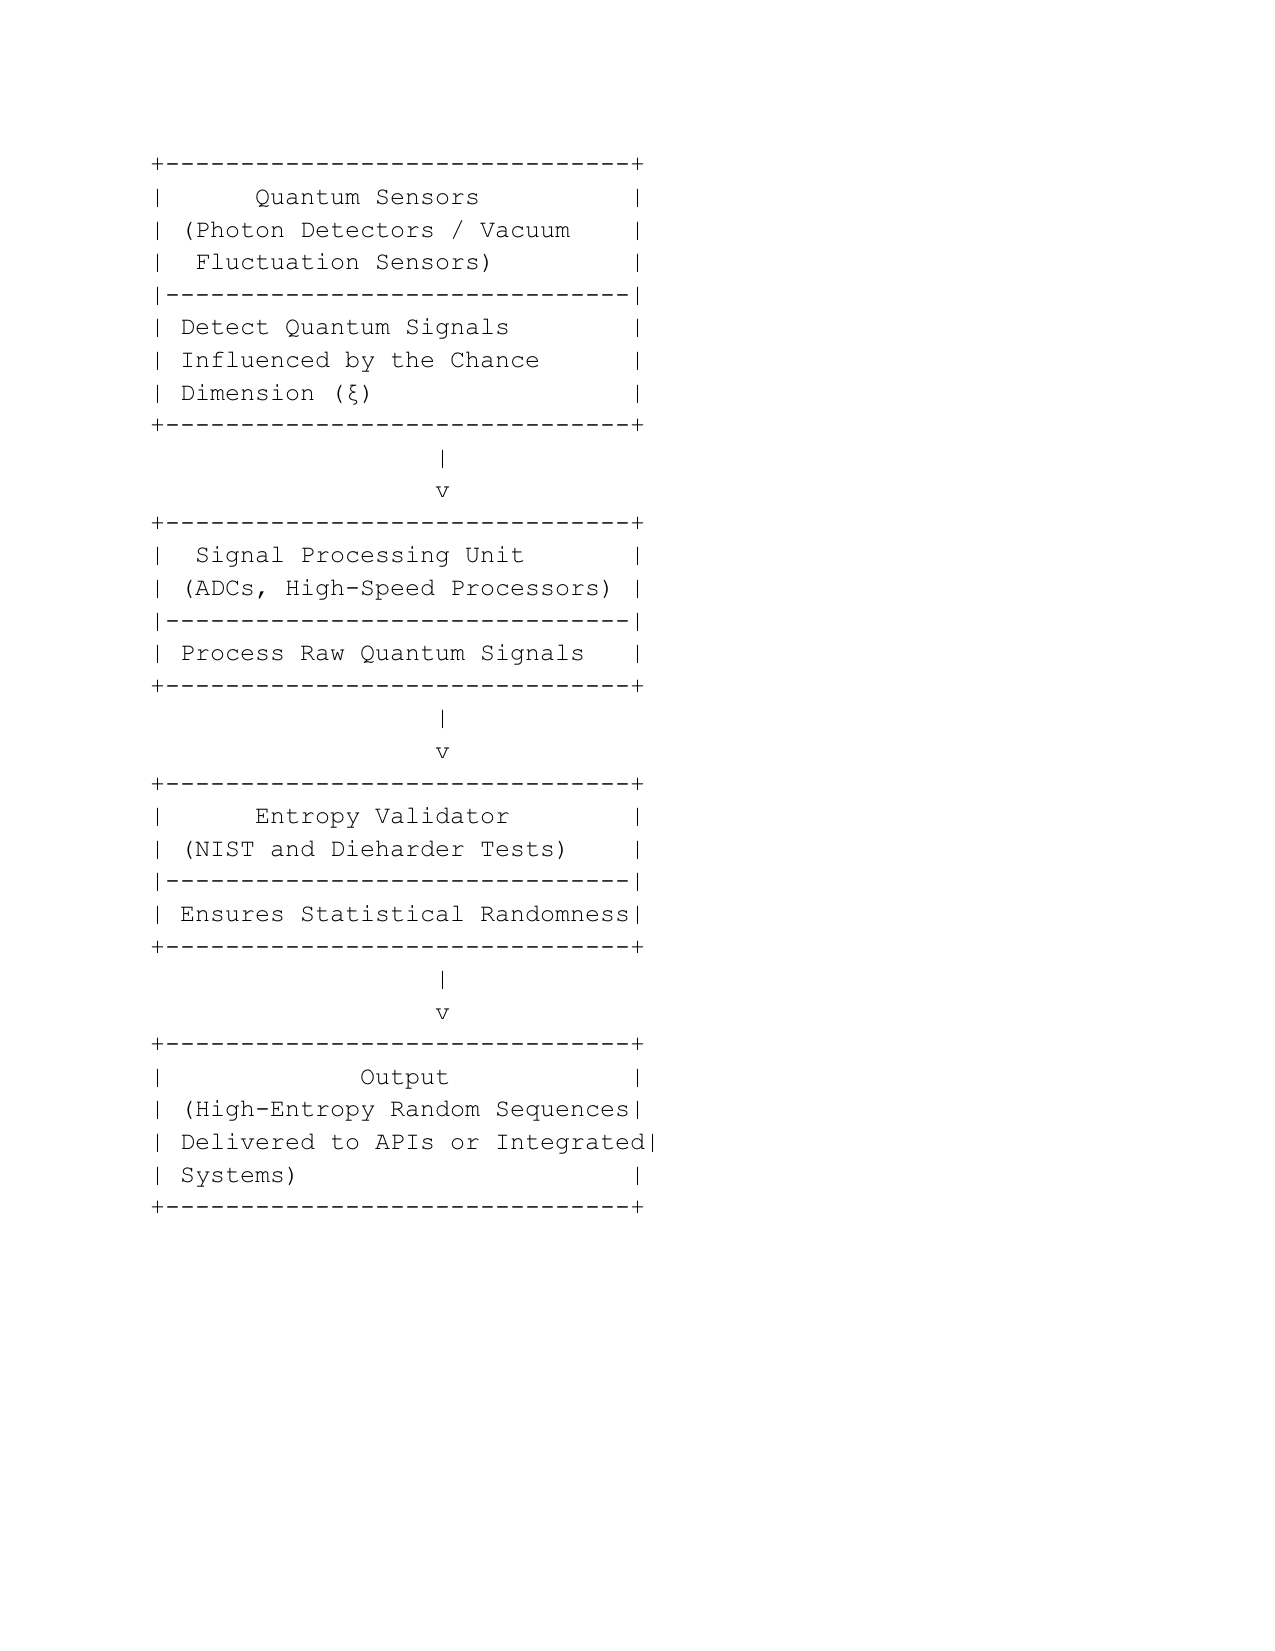 +-------------------------------+
|      Quantum Sensors          |
| (Photon Detectors / Vacuum    |
|  Fluctuation Sensors)         |
|-------------------------------|
| Detect Quantum Signals        |
| Influenced by the Chance      |
| Dimension (ξ)                 |
+-------------------------------+
                   |
                   v
+-------------------------------+
|  Signal Processing Unit       |
| (ADCs, High-Speed Processors) |
|-------------------------------|
| Process Raw Quantum Signals   |
+-------------------------------+
                   |
                   v
+-------------------------------+
|      Entropy Validator        |
| (NIST and Dieharder Tests)    |
|-------------------------------|
| Ensures Statistical Randomness|
+-------------------------------+
                   |
                   v
+-------------------------------+
|             Output            |
| (High-Entropy Random Sequences|
| Delivered to APIs or Integrated|
| Systems)                      |
+-------------------------------+